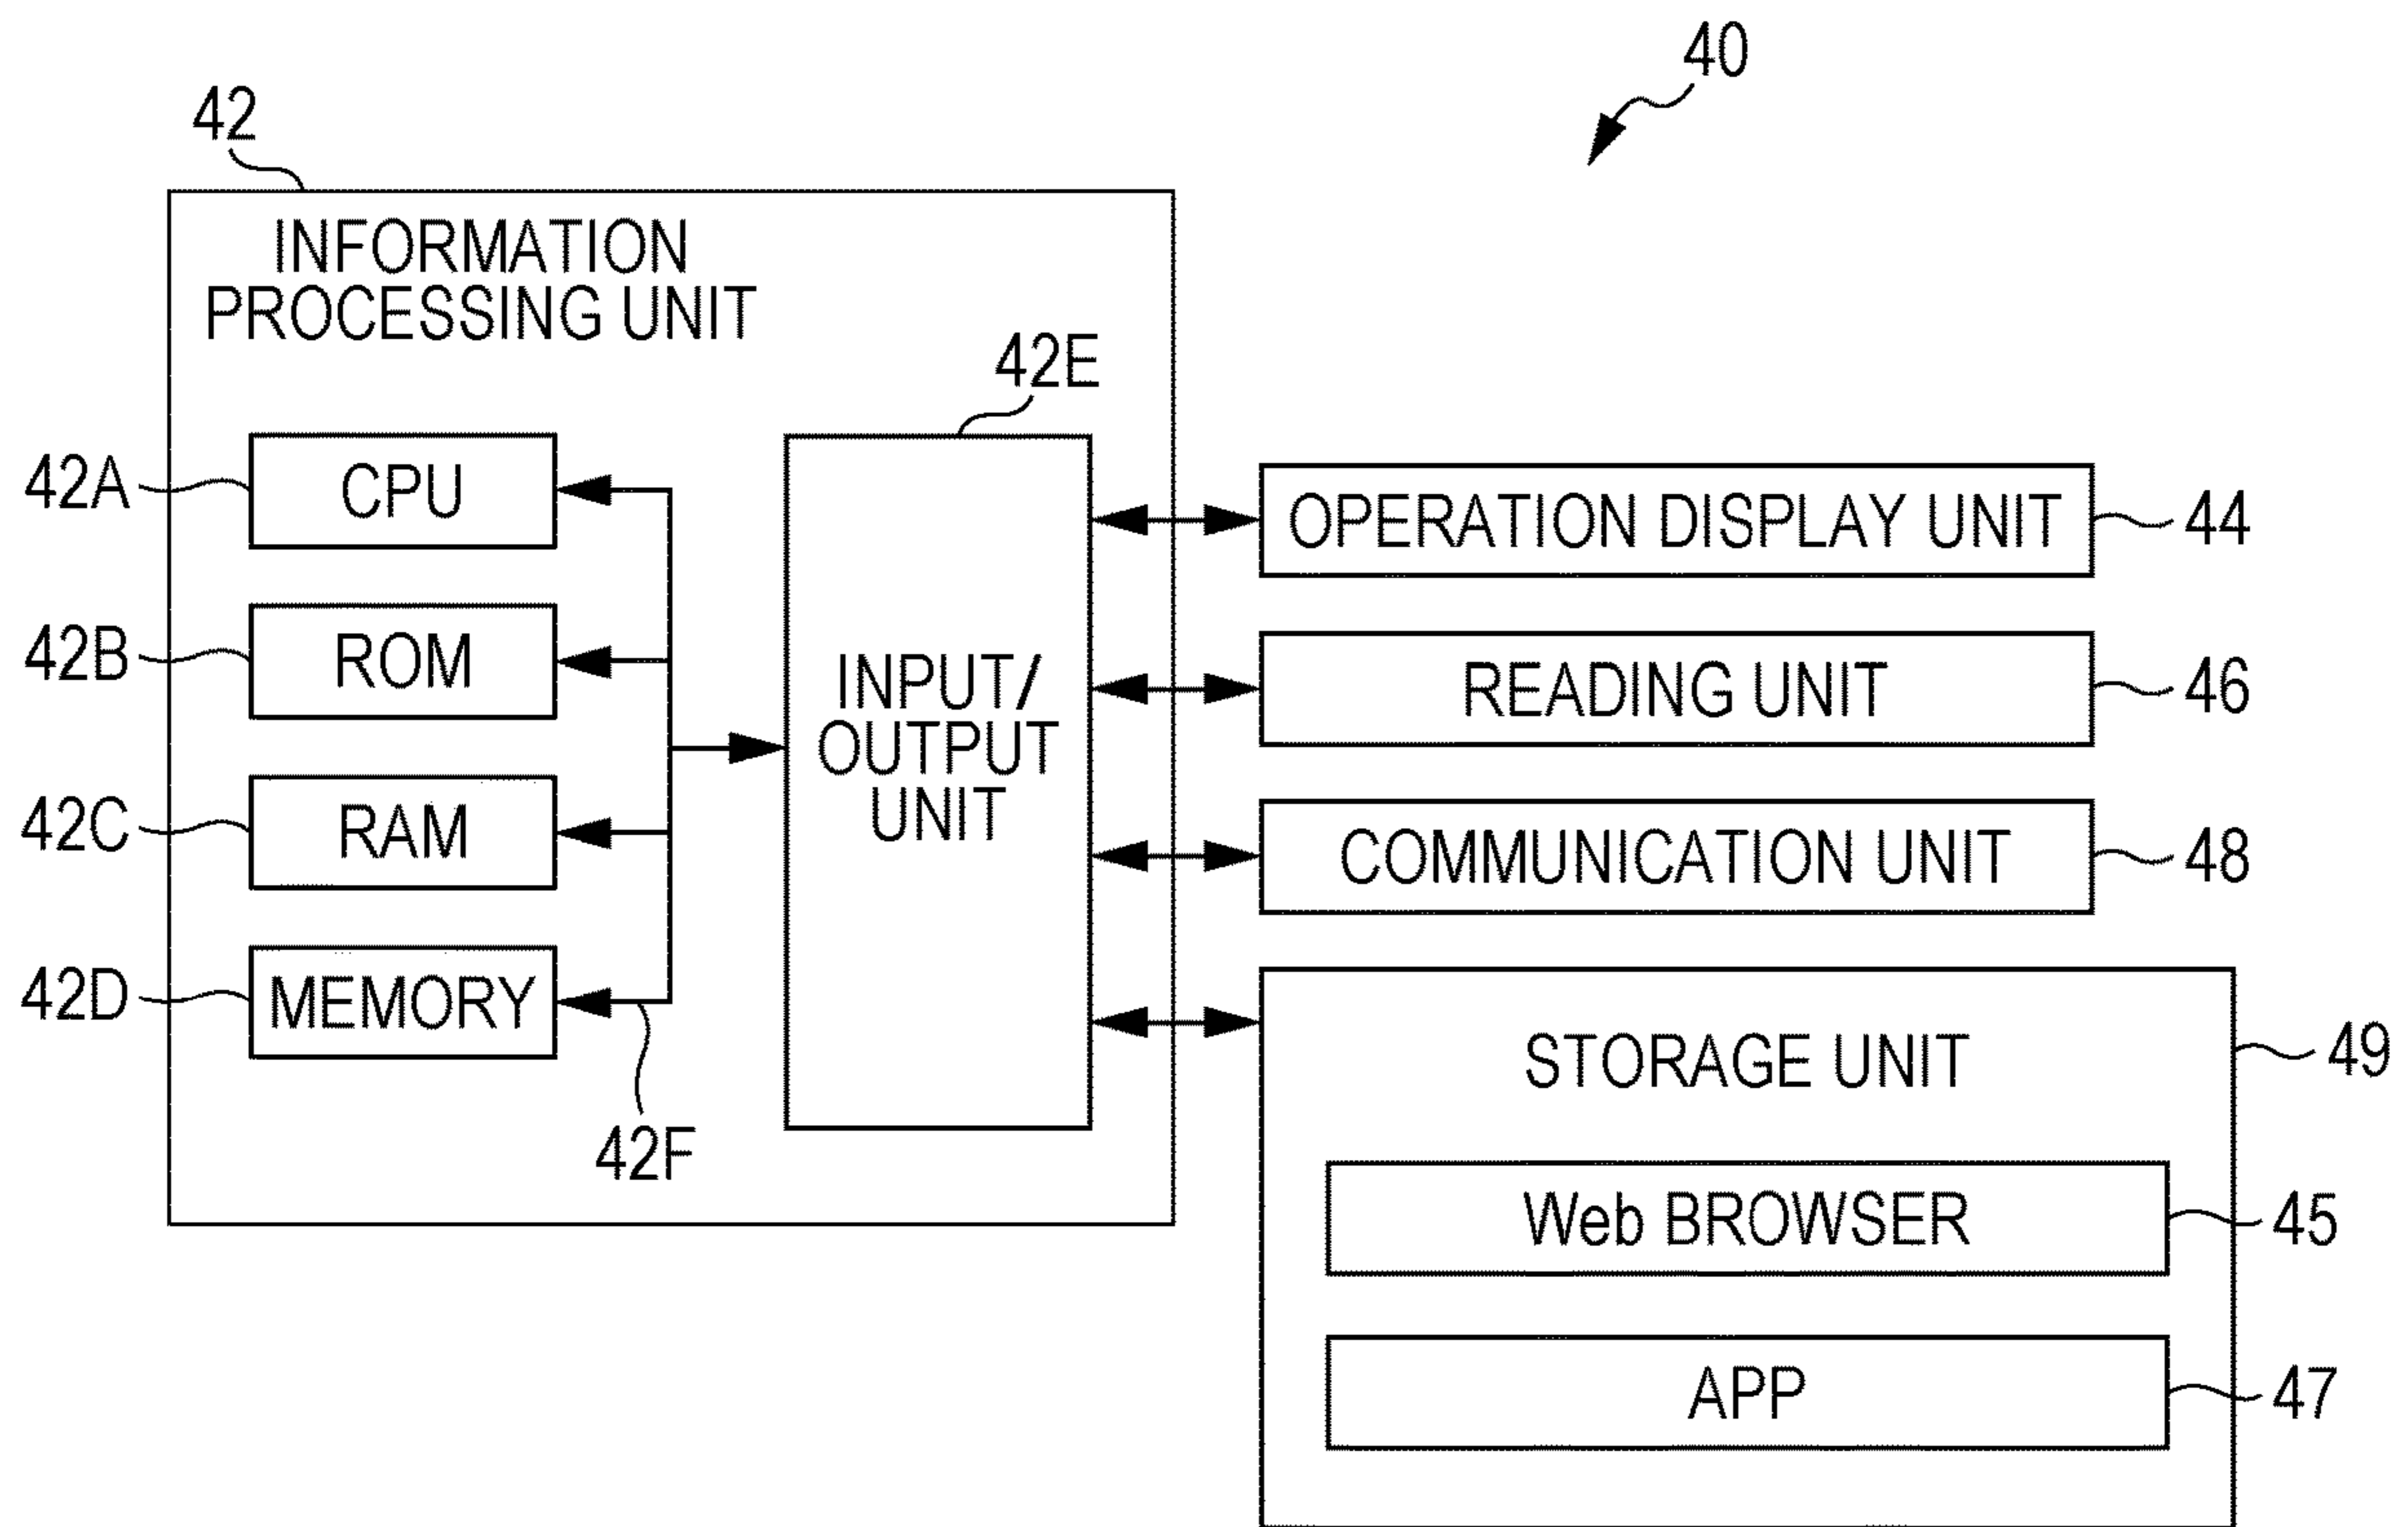 40
42
INFORMATION
PROCESSING UNIT
42E
42A
CPU
42B
ROM
42C
RAM
42D
MEMORY
42F
INPUT/
OUTPUT
UNIT
OPERATION DISPLAY UNIT
44
READING UNIT
46
COMMUNICATION UNIT
48
STORAGE UNIT
49
Web BROWSER
45
APP
47